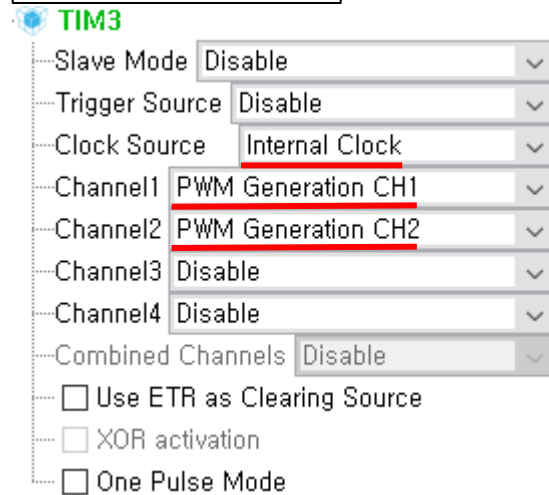 TIM3
Slave Mode Disable
Trigger Source Disable
Clock Source Internal Clock
Channel1 PWM Generation CH1
Channel2 PWM Generation CH2
Channel3 Disable
Channel4 Disable
Combined Channels Disable
Use ETR as Clearing Source
XOR activation
One Pulse Mode